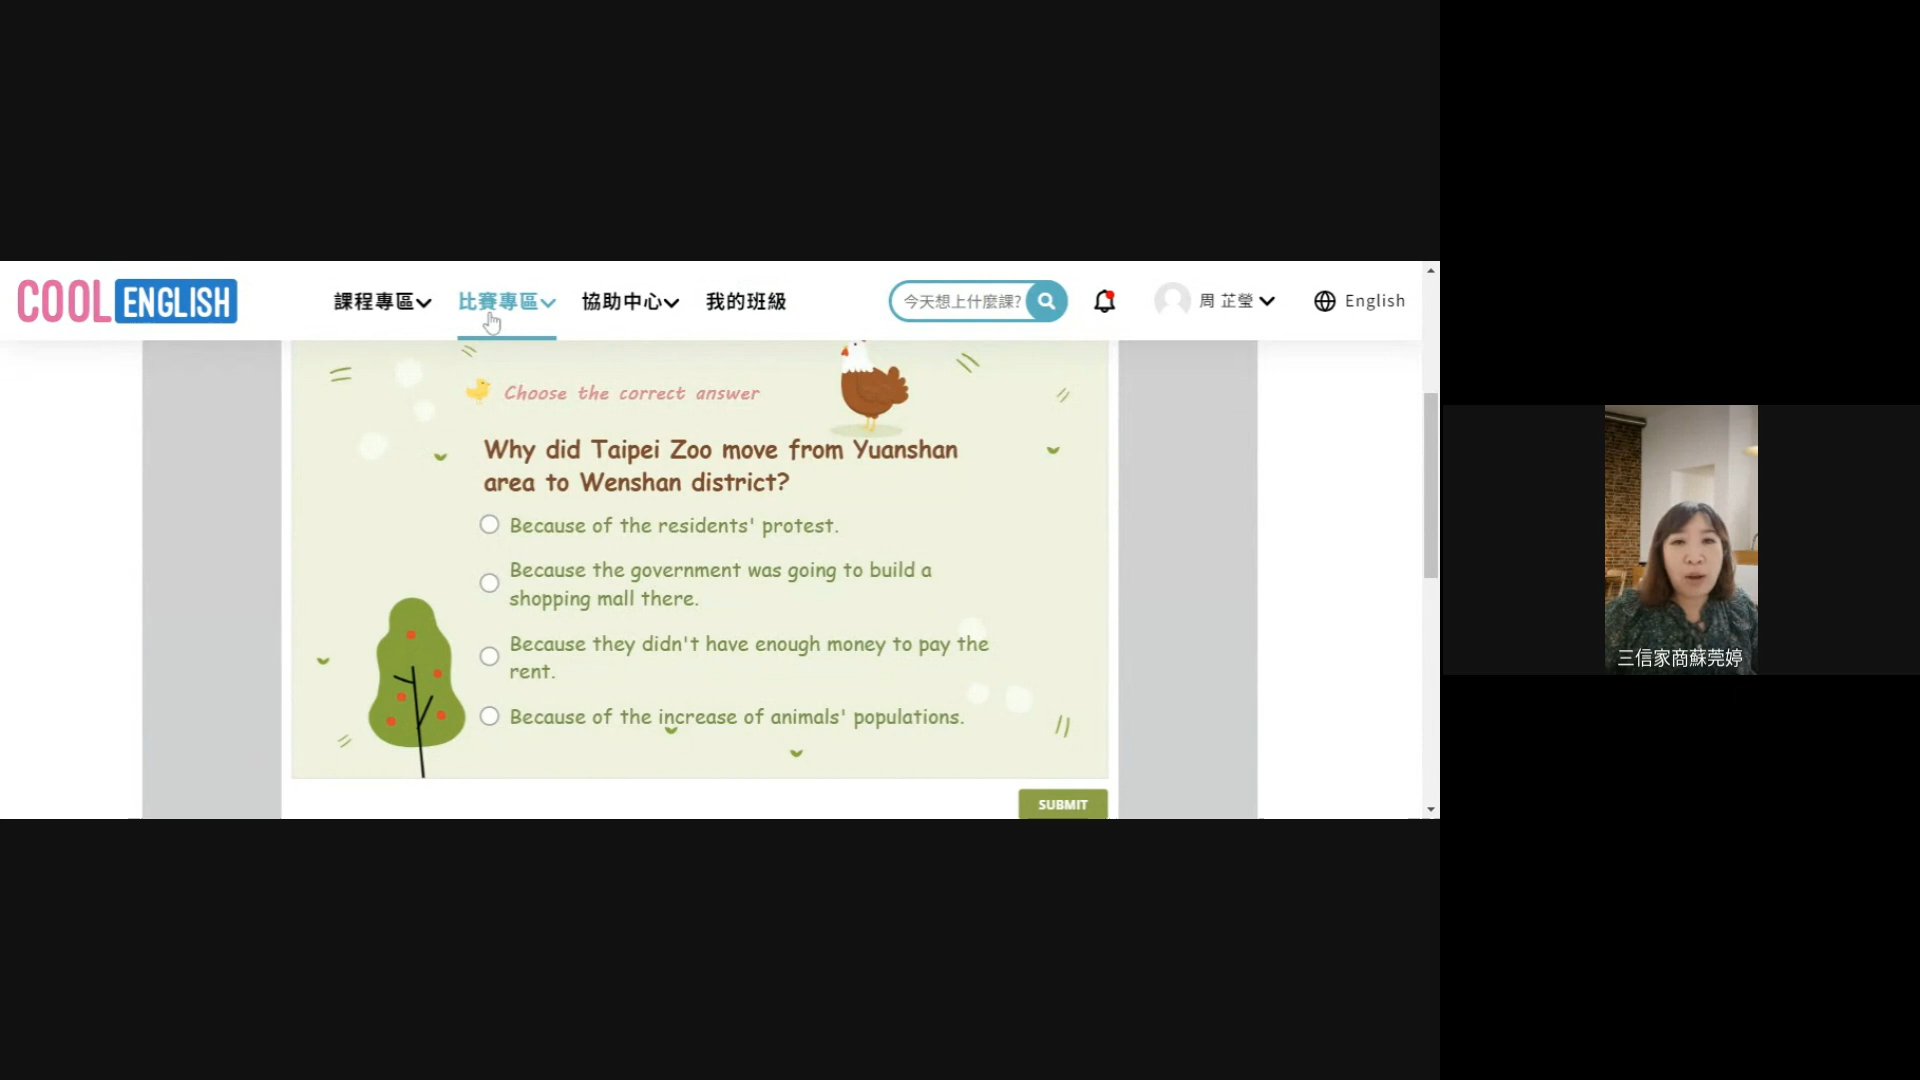 COOL ENGLISH
課程專區 比賽專區 協助中心 我的班級 今天想上什麼課? 周 芷瑩 English
Choose the correct answer
Why did Taipei Zoo move from Yuanshan
area to Wenshan district?
Because of the residents' protest.
Because the government was going to build a
shopping mall there.
Because they didn't have enough money to pay the
rent.
Because of the increase of animals' populations.
SUBMIT
三信家商蘇莞婷